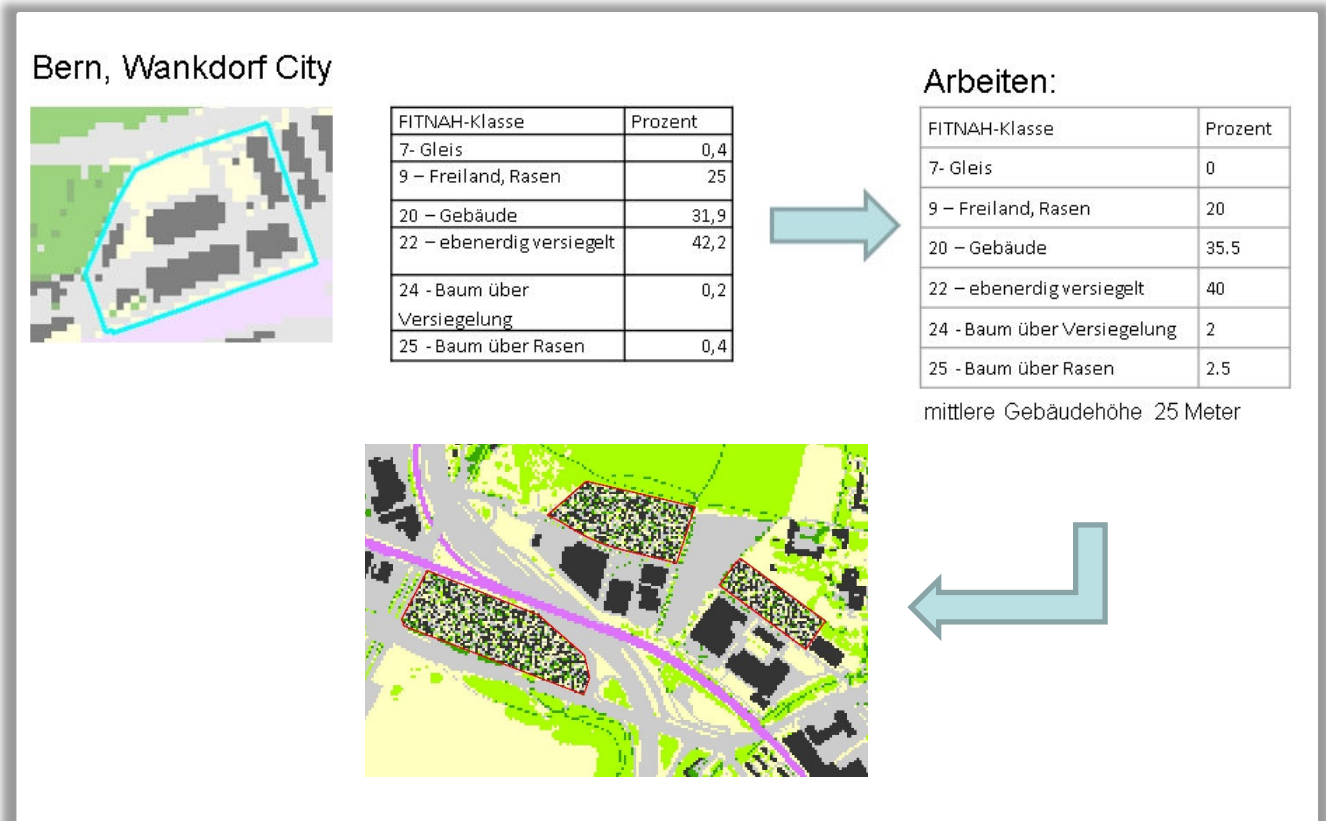 Bern, Wankdorf City
FITNAH-Klasse Prozent
7- Gleis 0,4
9 – Freiland, Rasen 25
20 – Gebäude 31,9
22 – ebenerdig versiegelt 42,2
24 - Baum über 0,2
Versiegelung
25 - Baum über Rasen 0,4
Arbeiten:
FITNAH-Klasse Prozent
7- Gleis 0
9 – Freiland, Rasen 20
20 – Gebäude 35.5
22 – ebenerdig versiegelt 40
24 - Baum über Versiegelung 2
25 - Baum über Rasen 2.5
mittlere Gebäudehöhe 25 Meter